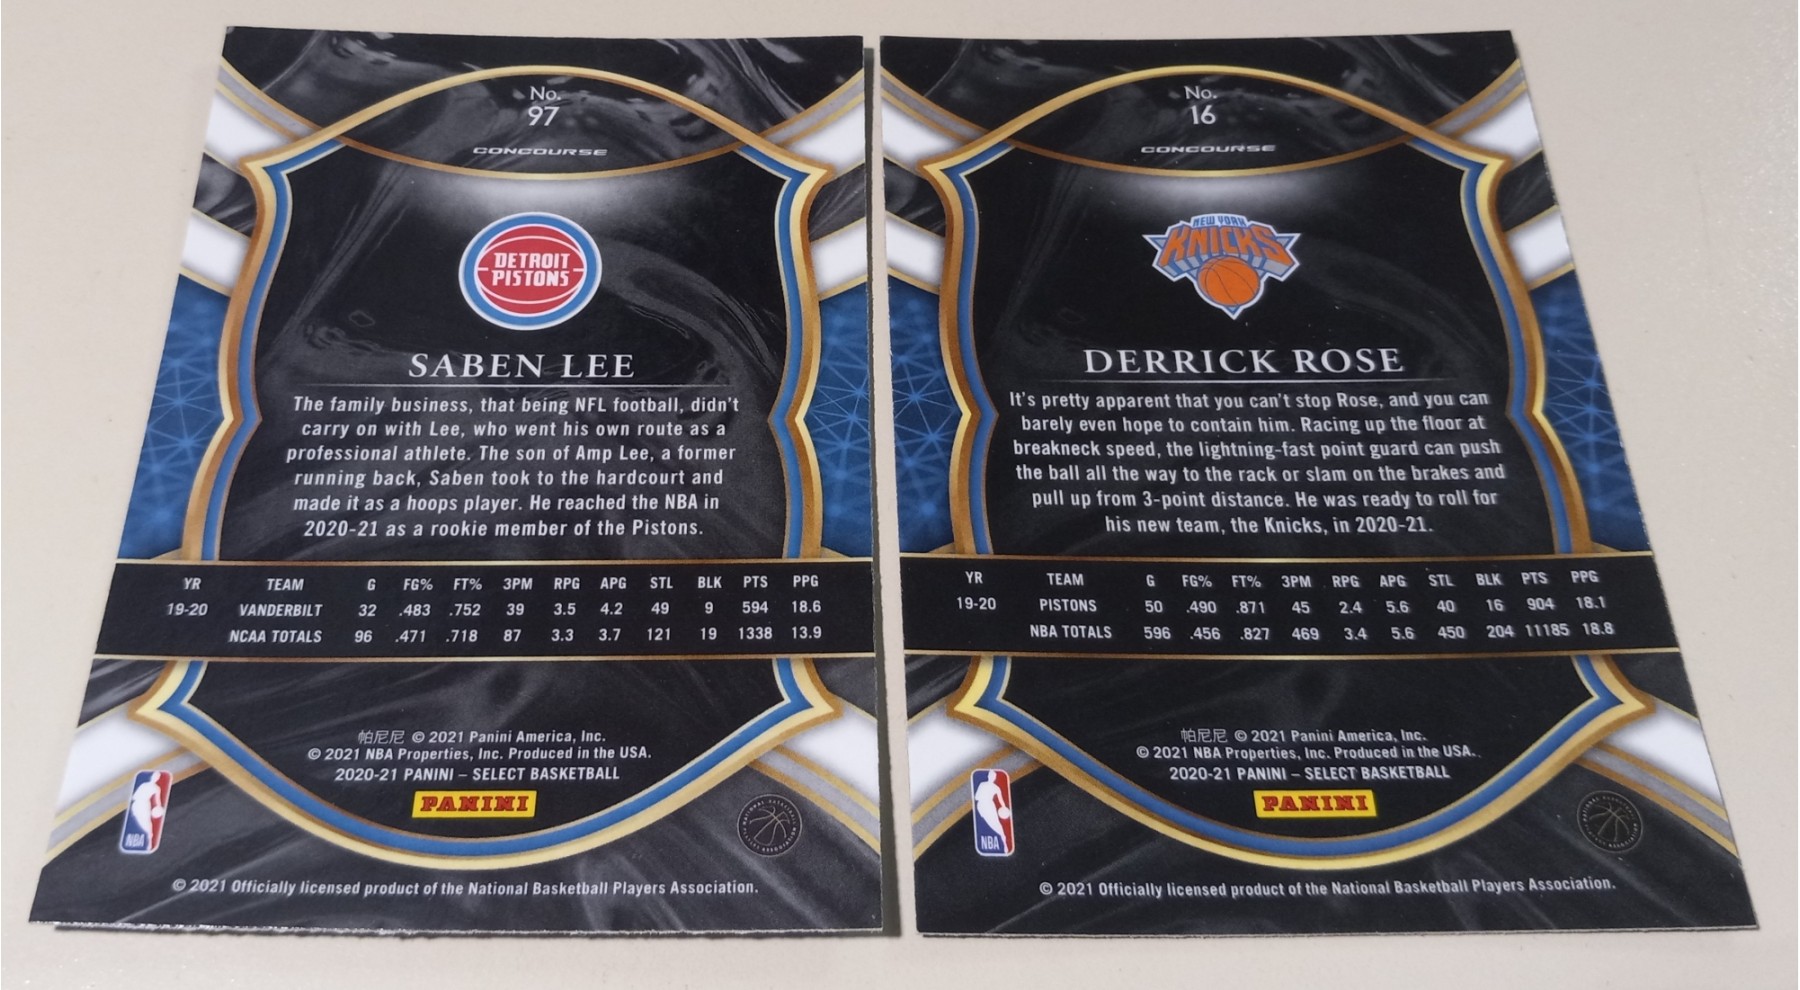 No.
97
CONCOURSE
DETROIT
PISTONS
SABEN LEE
The family business, that being NFL football, didn't
carry on with Lee, who went his own route as a
professional athlete. The son of Amp Lee, a former
running back, Saben took to the hardcourt and
made it as a hoops player. He reached the NBA in
2020-21 as a rookie member of the Pistons.
YR TEAM G FG% FT% 3PM RPG APG STL BLK PTS PPG
19-20 VANDERBILT 32 .483 .752 39 3.5 4.2 49 9 594 18.6
NCAA TOTALS 96 .471 .718 87 3.3 3.7 121 19 1338 13.9
帕尼尼 © 2021 Panini America, Inc.
© 2021 NBA Properties, Inc. Produced in the USA.
2020-21 PANINI – SELECT BASKETBALL
PANINI
NBA
© 2021 Officially licensed product of the National Basketball Players Association.
No.
16
CONCOURSE
NEW YORK
KNICKS
DERRICK ROSE
It's pretty apparent that you can't stop Rose, and you can
barely even hope to contain him. Racing up the floor at
breakneck speed, the lightning-fast point guard can push
the ball all the way to the rack or slam on the brakes and
pull up from 3-point distance. He was ready to roll for
his new team, the Knicks, in 2020-21.
YR TEAM G FG% FT% 3PM RPG APG STL BLK PTS PPG
19-20 PISTONS 50 .490 .871 45 2.4 5.6 40 16 904 18.1
NBA TOTALS 596 .456 .827 469 3.4 5.6 450 204 11185 18.8
帕尼尼 © 2021 Panini America, Inc.
© 2021 NBA Properties, Inc. Produced in the USA.
2020-21 PANINI – SELECT BASKETBALL
PANINI
NBA
© 2021 Officially licensed product of the National Basketball Players Association.